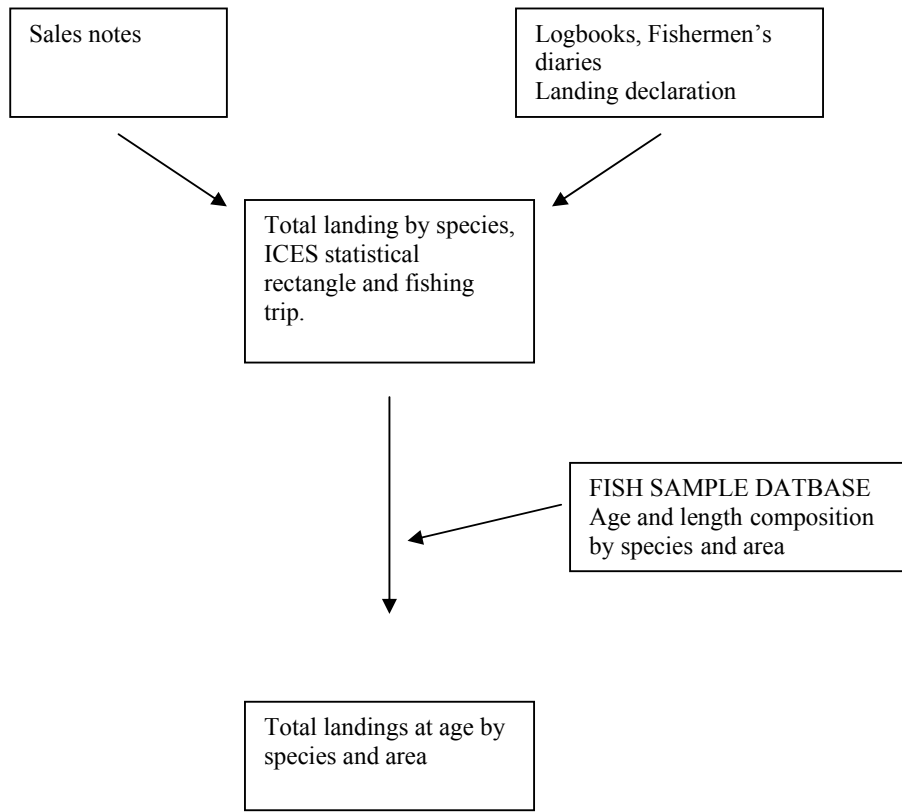 Sales notes
Logbooks, Fishermen’s
diaries
Landing declaration
Total landing by species,
ICES statistical
rectangle and fishing
trip.
FISH SAMPLE DATBASE
Age and length composition
by species and area
Total landings at age by
species and area